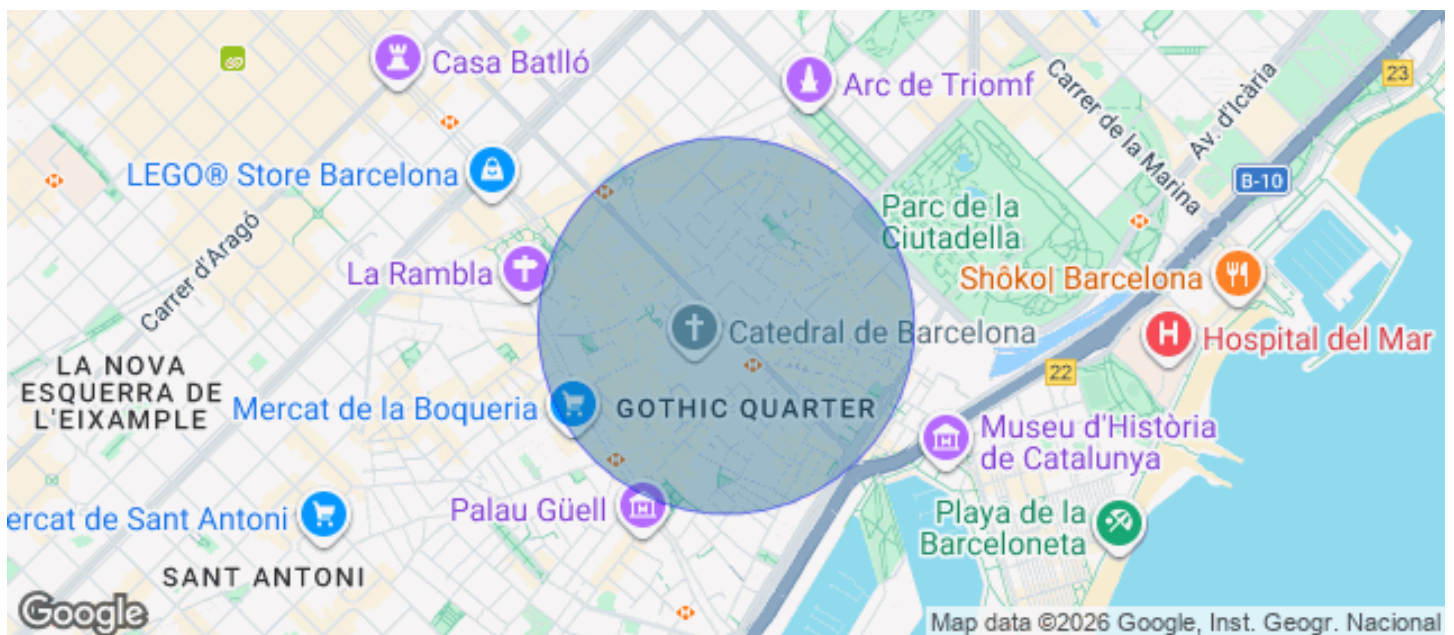 Casa Batlló
Arc de Triomf
Carrer de la Marina
Av. d'Icària
23
LEGO® Store Barcelona
B-10
Parc de la
Ciutadella
Carrer d'Aragó
La Rambla
Shôko| Barcelona
Catedral de Barcelona
Hospital del Mar
22
LA NOVA
ESQUERRA DE
L'EIXAMPLE
Mercat de la Boqueria
GOTHIC QUARTER
Museu d'Història
de Catalunya
Palau Güell
ercat de Sant Antoni
Playa de la
Barceloneta
SANT ANTONI
Google
Map data ©2026 Google, Inst. Geogr. Nacional